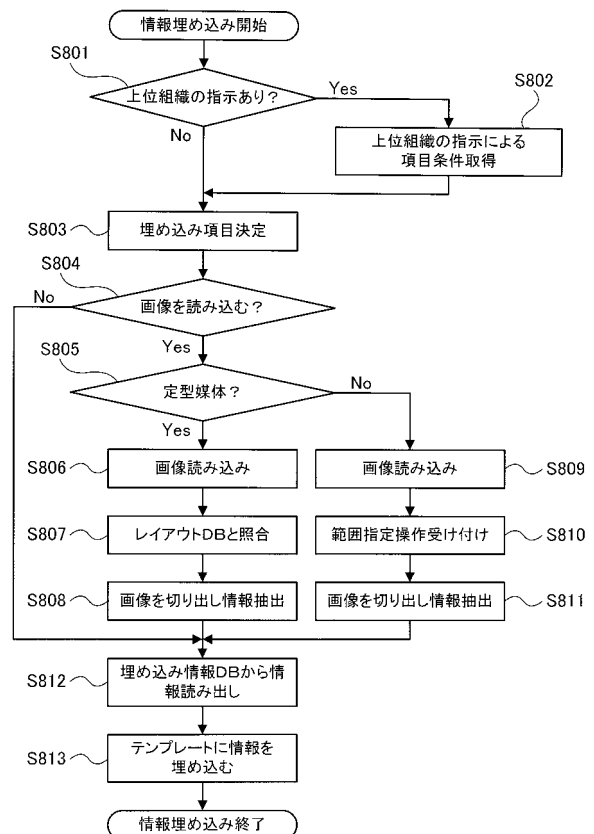 情報埋め込み開始
S801
上位組織の指示あり?
Yes
S802
No
上位組織の指示による
項目条件取得
S803
埋め込み項目決定
S804
No
画像を読み込む?
Yes
S805
定型媒体?
No
Yes
S806
画像読み込み
画像読み込み
S809
S807
レイアウトDBと照合
範囲指定操作受け付け
S810
S808
画像を切り出し情報抽出
画像を切り出し情報抽出
S811
S812
埋め込み情報DBから情
報読み出し
S813
テンプレートに情報を
埋め込む
情報埋め込み終了